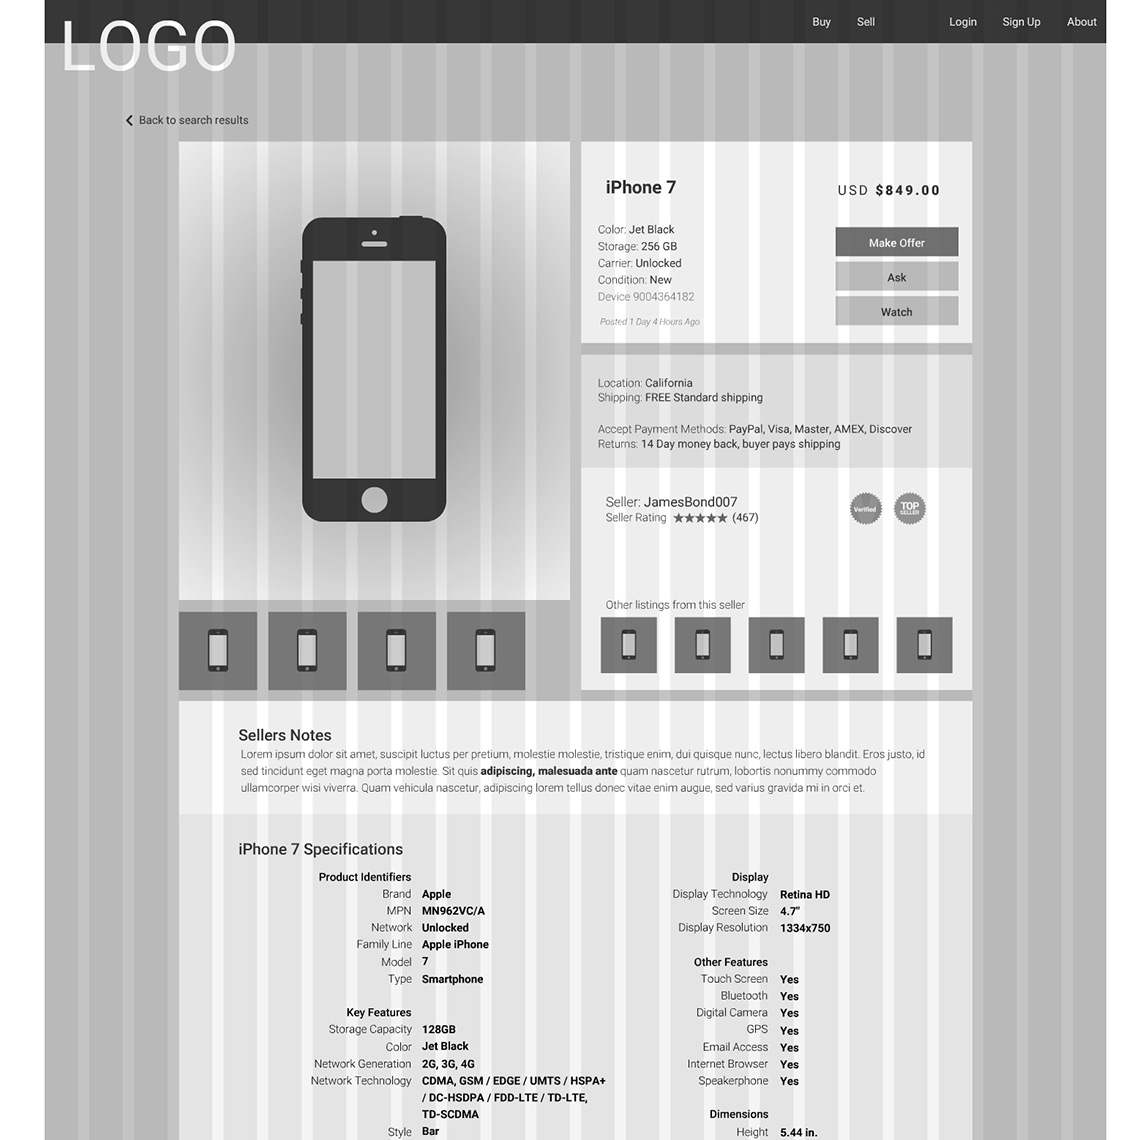 LOGO
Buy
Sell
Login
Sign Up
About
Back to search results
iPhone 7
USD $849.00
Color: Jet Black
Storage: 256 GB
Carrier: Unlocked
Condition: New
Device 9004364182
Posted 1 Day 4 Hours Ago
Make Offer
Ask
Watch
Location: California
Shipping: FREE Standard shipping
Accept Payment Methods: PayPal, Visa, Master, AMEX, Discover
Returns: 14 Day money back, buyer pays shipping
Seller: JamesBond007
Seller Rating ★★★★★ (467)
Verified
TOP
SELLER
Other listings from this seller
Sellers Notes
Lorem ipsum dolor sit amet, suscipit luctus per pretium, molestie molestie, tristique enim, dui quisque nunc, lectus libero blandit. Eros justo, id
sed tincidunt eget magna porta molestie. Sit quis adipiscing, malesuada ante quam nascetur rutrum, lobortis nonummy commodo
ullamcorper wisi viverra. Quam vehicula nascetur, adipiscing lorem tellus donec vitae enim augue, sed varius gravida mi in orci et.
iPhone 7 Specifications
Product Identifiers
Brand Apple
MPN MN962VC/A
Network Unlocked
Family Line Apple iPhone
Model 7
Type Smartphone
Key Features
Storage Capacity 128GB
Color Jet Black
Network Generation 2G, 3G, 4G
Network Technology CDMA, GSM / EDGE / UMTS / HSPA+
/ DC-HSDPA / FDD-LTE / TD-LTE,
TD-SCDMA
Style Bar
Display
Display Technology Retina HD
Screen Size 4.7"
Display Resolution 1334x750
Other Features
Touch Screen Yes
Bluetooth Yes
Digital Camera Yes
GPS Yes
Email Access Yes
Internet Browser Yes
Speakerphone Yes
Dimensions
Height 5.44 in.